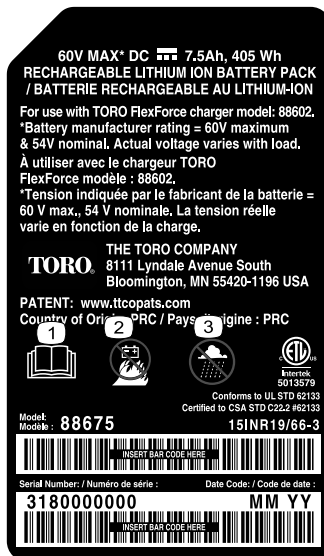 60V MAX* DC 7.5Ah, 405 Wh
RECHARGEABLE LITHIUM ION BATTERY PACK
/ BATTERIE RECHARGEABLE AU LITHIUM-ION
For use with TORO FlexForce charger model: 88602.
*Battery manufacturer rating = 60V maximum
& 54V nominal. Actual voltage varies with load.
À utiliser avec le chargeur TORO
FlexForce modèle : 88602.
*Tension indiquée par le fabricant de la batterie =
60 V max., 54 V nominale. La tension réelle
varie en fonction de la charge.
TORO®
THE TORO COMPANY
8111 Lyndale Avenue South
Bloomington, MN 55420-1196 USA
PATENT: www.ttcopats.com
Country of Origi PRC / Pays origine : PRC
1 2 3
C ETL US
Intertek
5013579
Conforms to UL STD 62133
Certified to CSA STD C22.2 #62133
Model:
Modèle : 88675 15INR19/66-3
INSERT BAR CODE HERE
Serial Number: / Numéro de série : Date Code: / Code de date :
3180000000 MM YY
INSERT BAR CODE HERE